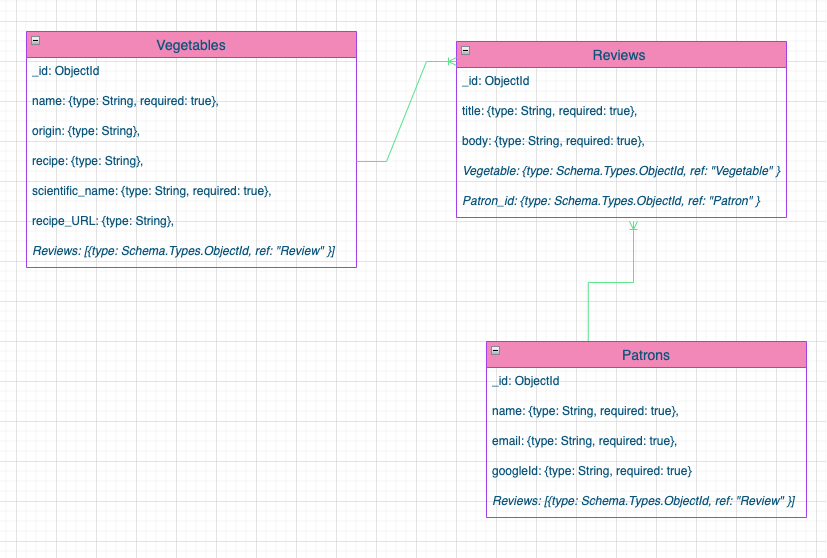 Vegetables
_id: ObjectId
name: {type: String, required: true},
origin: {type: String},
recipe: {type: String},
scientific_name: {type: String, required: true},
recipe_URL: {type: String},
Reviews: [{type: Schema.Types.ObjectId, ref: "Review" }]
Reviews
_id: ObjectId
title: {type: String, required: true},
body: {type: String, required: true},
Vegetable: {type: Schema.Types.ObjectId, ref: "Vegetable" }
Patron_id: {type: Schema.Types.ObjectId, ref: "Patron" }
Patrons
_id: ObjectId
name: {type: String, required: true},
email: {type: String, required: true},
googleId: {type: String, required: true}
Reviews: [{type: Schema.Types.ObjectId, ref: "Review" }]